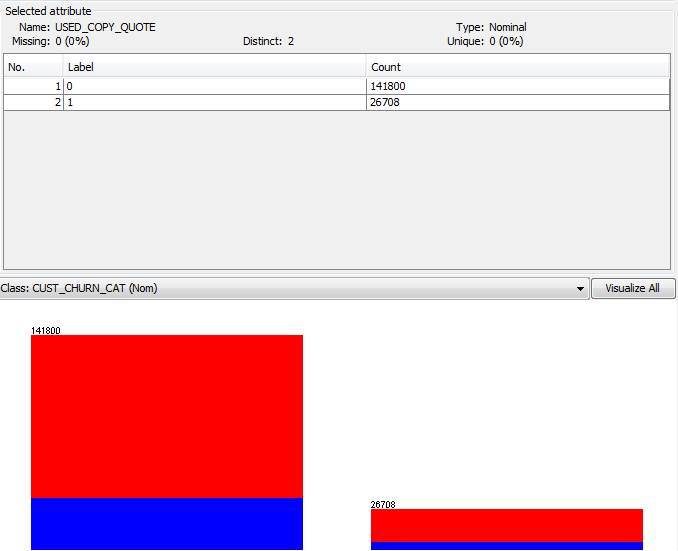 Selected attribute
Name: USED_COPY_QUOTE Type: Nominal
Missing: 0 (0%) Distinct: 2 Unique: 0 (0%)
No. Label Count
1 0 141800
2 1 26708
Class: CUST_CHURN_CAT (Nom) Visualize All
141800
26708